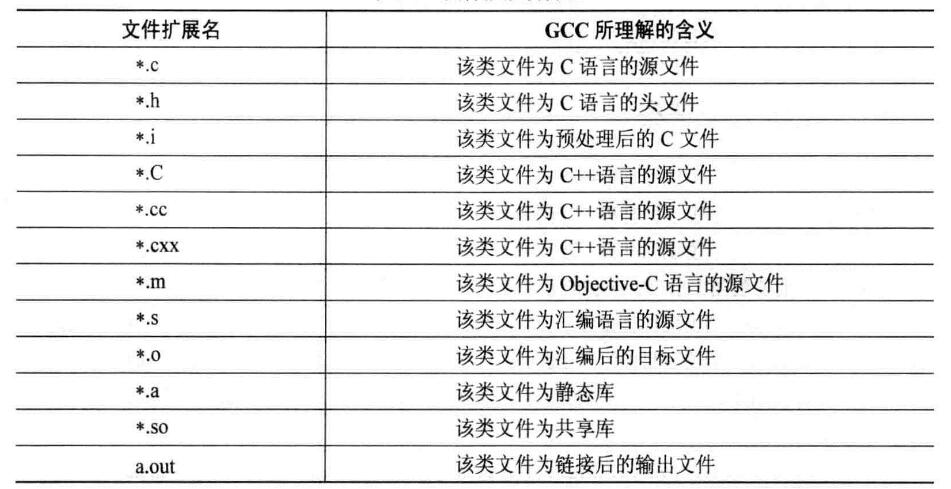 文件扩展名 GCC 所理解的含义
*.c 该类文件为 C 语言的源文件
*.h 该类文件为 C 语言的头文件
*.i 该类文件为预处理后的 C 文件
*.C 该类文件为 C++语言的源文件
*.cc 该类文件为 C++语言的源文件
*.cxx 该类文件为 C++语言的源文件
*.m 该类文件为 Objective-C 语言的源文件
*.s 该类文件为汇编语言的源文件
*.o 该类文件为汇编后的目标文件
*.a 该类文件为静态库
*.so 该类文件为共享库
a.out 该类文件为链接后的输出文件